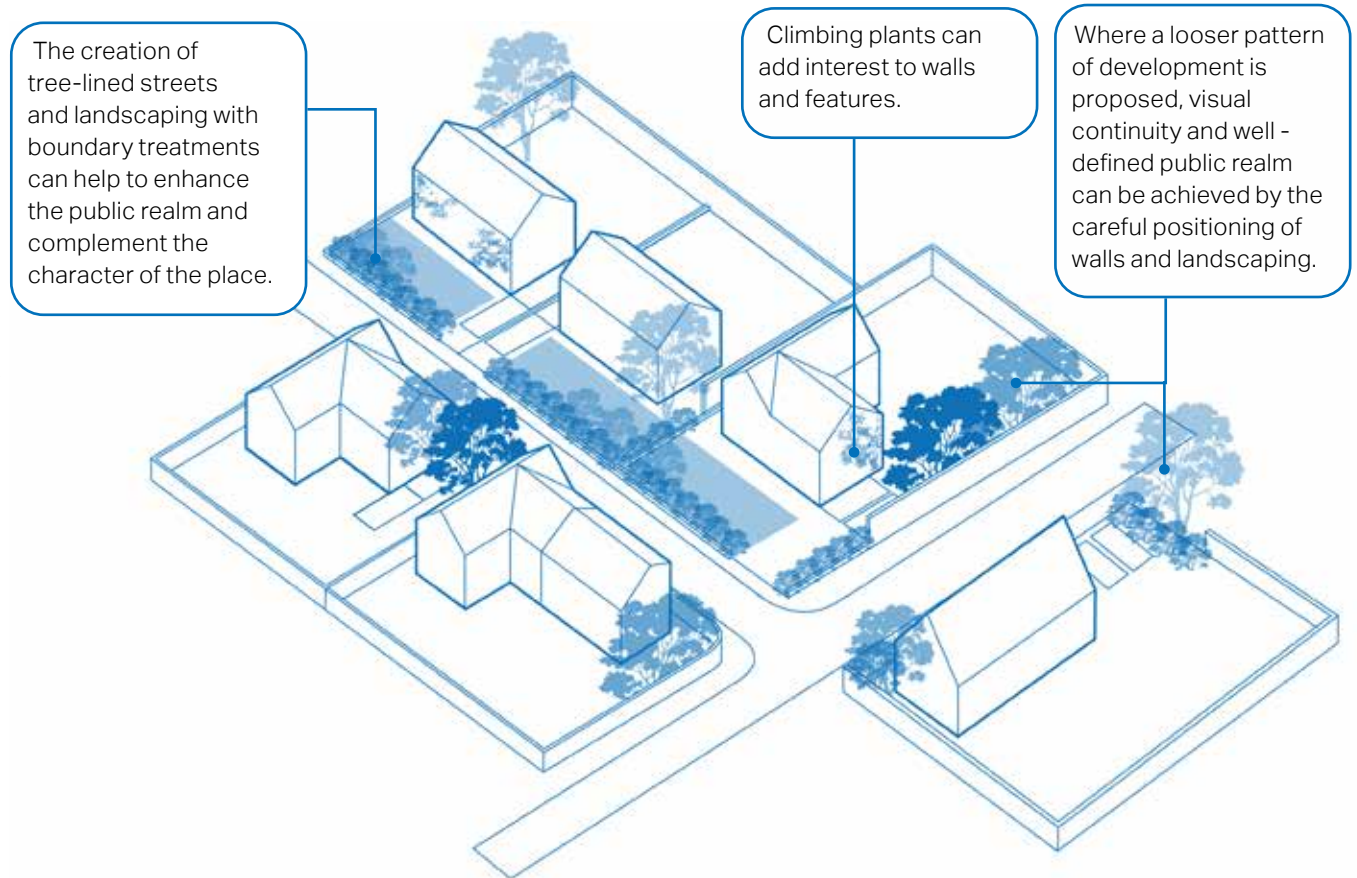 The creation of
tree-lined streets
and landscaping with
boundary treatments
can help to enhance
the public realm and
complement the
character of the place.
Climbing plants can
add interest to walls
and features.
Where a looser pattern
of development is
proposed, visual
continuity and well -
defined public realm
can be achieved by the
careful positioning of
walls and landscaping.